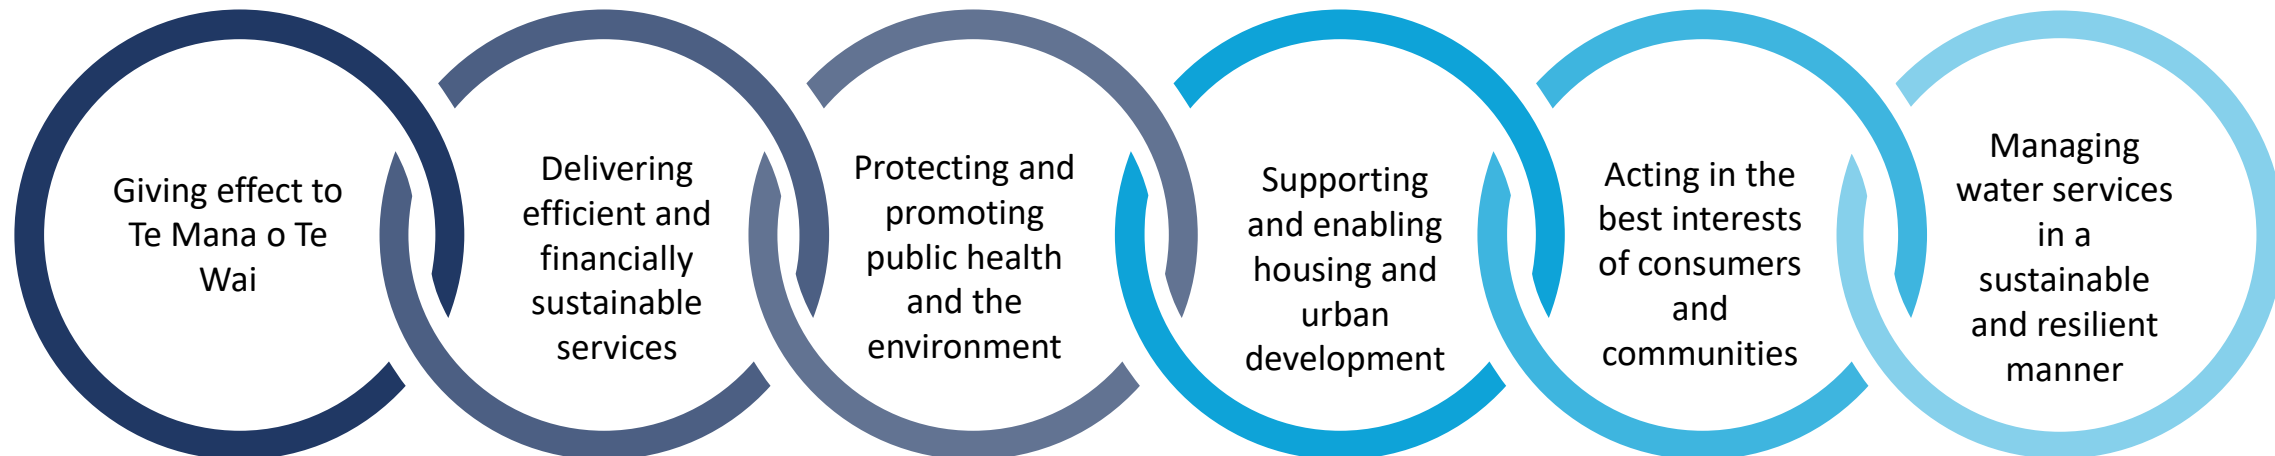 Giving effect to
Te Mana o Te
Wai
Delivering
efficient and
financially
sustainable
services
Protecting and
promoting
public health
and the
environment
Supporting
and enabling
housing and
urban
development
Acting in the
best interests
of consumers
and
communities
Managing
water services
in a
sustainable
and resilient
manner